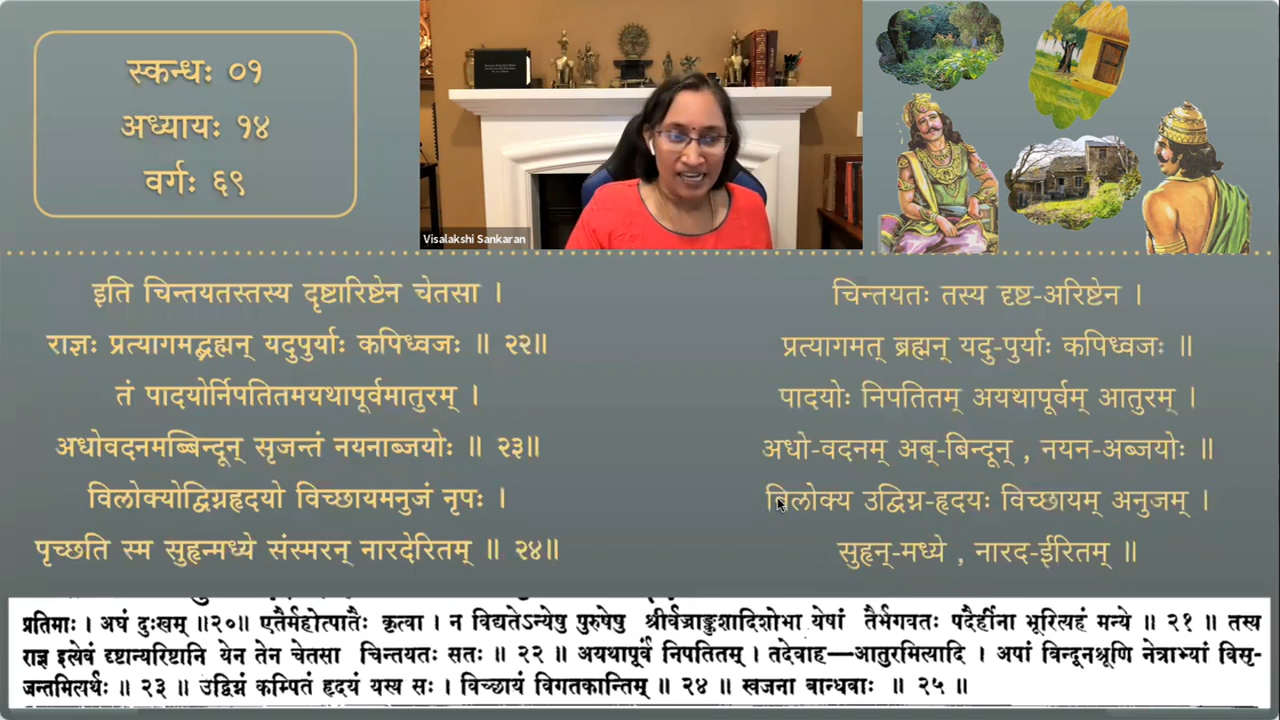 स्कन्धः ०१
अध्यायः १४
वर्गः ६९
Visalakshi Sankaran
इति चिन्तयतस्तस्य दृष्टारिष्टेन चेतसा ।
राज्ञः प्रत्यागमद्ब्रह्मन् यदुपुर्याः कपिध्वजः ॥ २२॥
तं पादयोर्निपतितमयथापूर्वमातुरम् ।
अधोवदनमब्बिन्दून् सृजन्तं नयनाब्जयोः ॥ २३॥
विलोक्योद्विग्नहृदयो विच्छायमनुजं नृपः ।
पृच्छति स्म सुहृन्मध्ये संस्मरन् नारदेरितम् ॥ २४॥
चिन्तयतः तस्य दृष्ट-अरिष्टेन ।
प्रत्यागमत् ब्रह्मन् यदु-पुर्याः कपिध्वजः ॥
पादयोः निपतितम् अयथापूर्वम् आतुरम् ।
अधो-वदनम् अब्-बिन्दून् , नयन-अब्जयोः ॥
विलोक्य उद्विग्न-हृदयः विच्छायम् अनुजम् ।
सुहृन्-मध्ये , नारद-ईरितम् ॥
प्रतिमाः । अघं दुःखम् ॥२०॥ एतैर्महोत्पातैः कृत्वा । न विद्यतेऽन्येषु पुरुषेषु श्रीर्वज्राङ्कुशादिशोभा येषां तैर्भगवतः पदैर्हीना भूरित्यहं मन्ये ॥ २१ ॥ तस्य
राज्ञ इत्येवं दृष्टान्यरिष्टानि येन तेन चेतसा चिन्तयतः सतः ॥ २२ ॥ अयथापूर्वं निपतितम् । तदेवाह—आतुरमित्यादि । अपां बिन्दूनश्रूणि नेत्राभ्यां विसृ-
जन्तमित्यर्थः ॥ २३ ॥ उद्विग्नं कम्पितं हृदयं यस्य सः । विच्छायं विगतकान्तिम् ॥ २४ ॥ स्वजना बान्धवाः ॥ २५ ॥